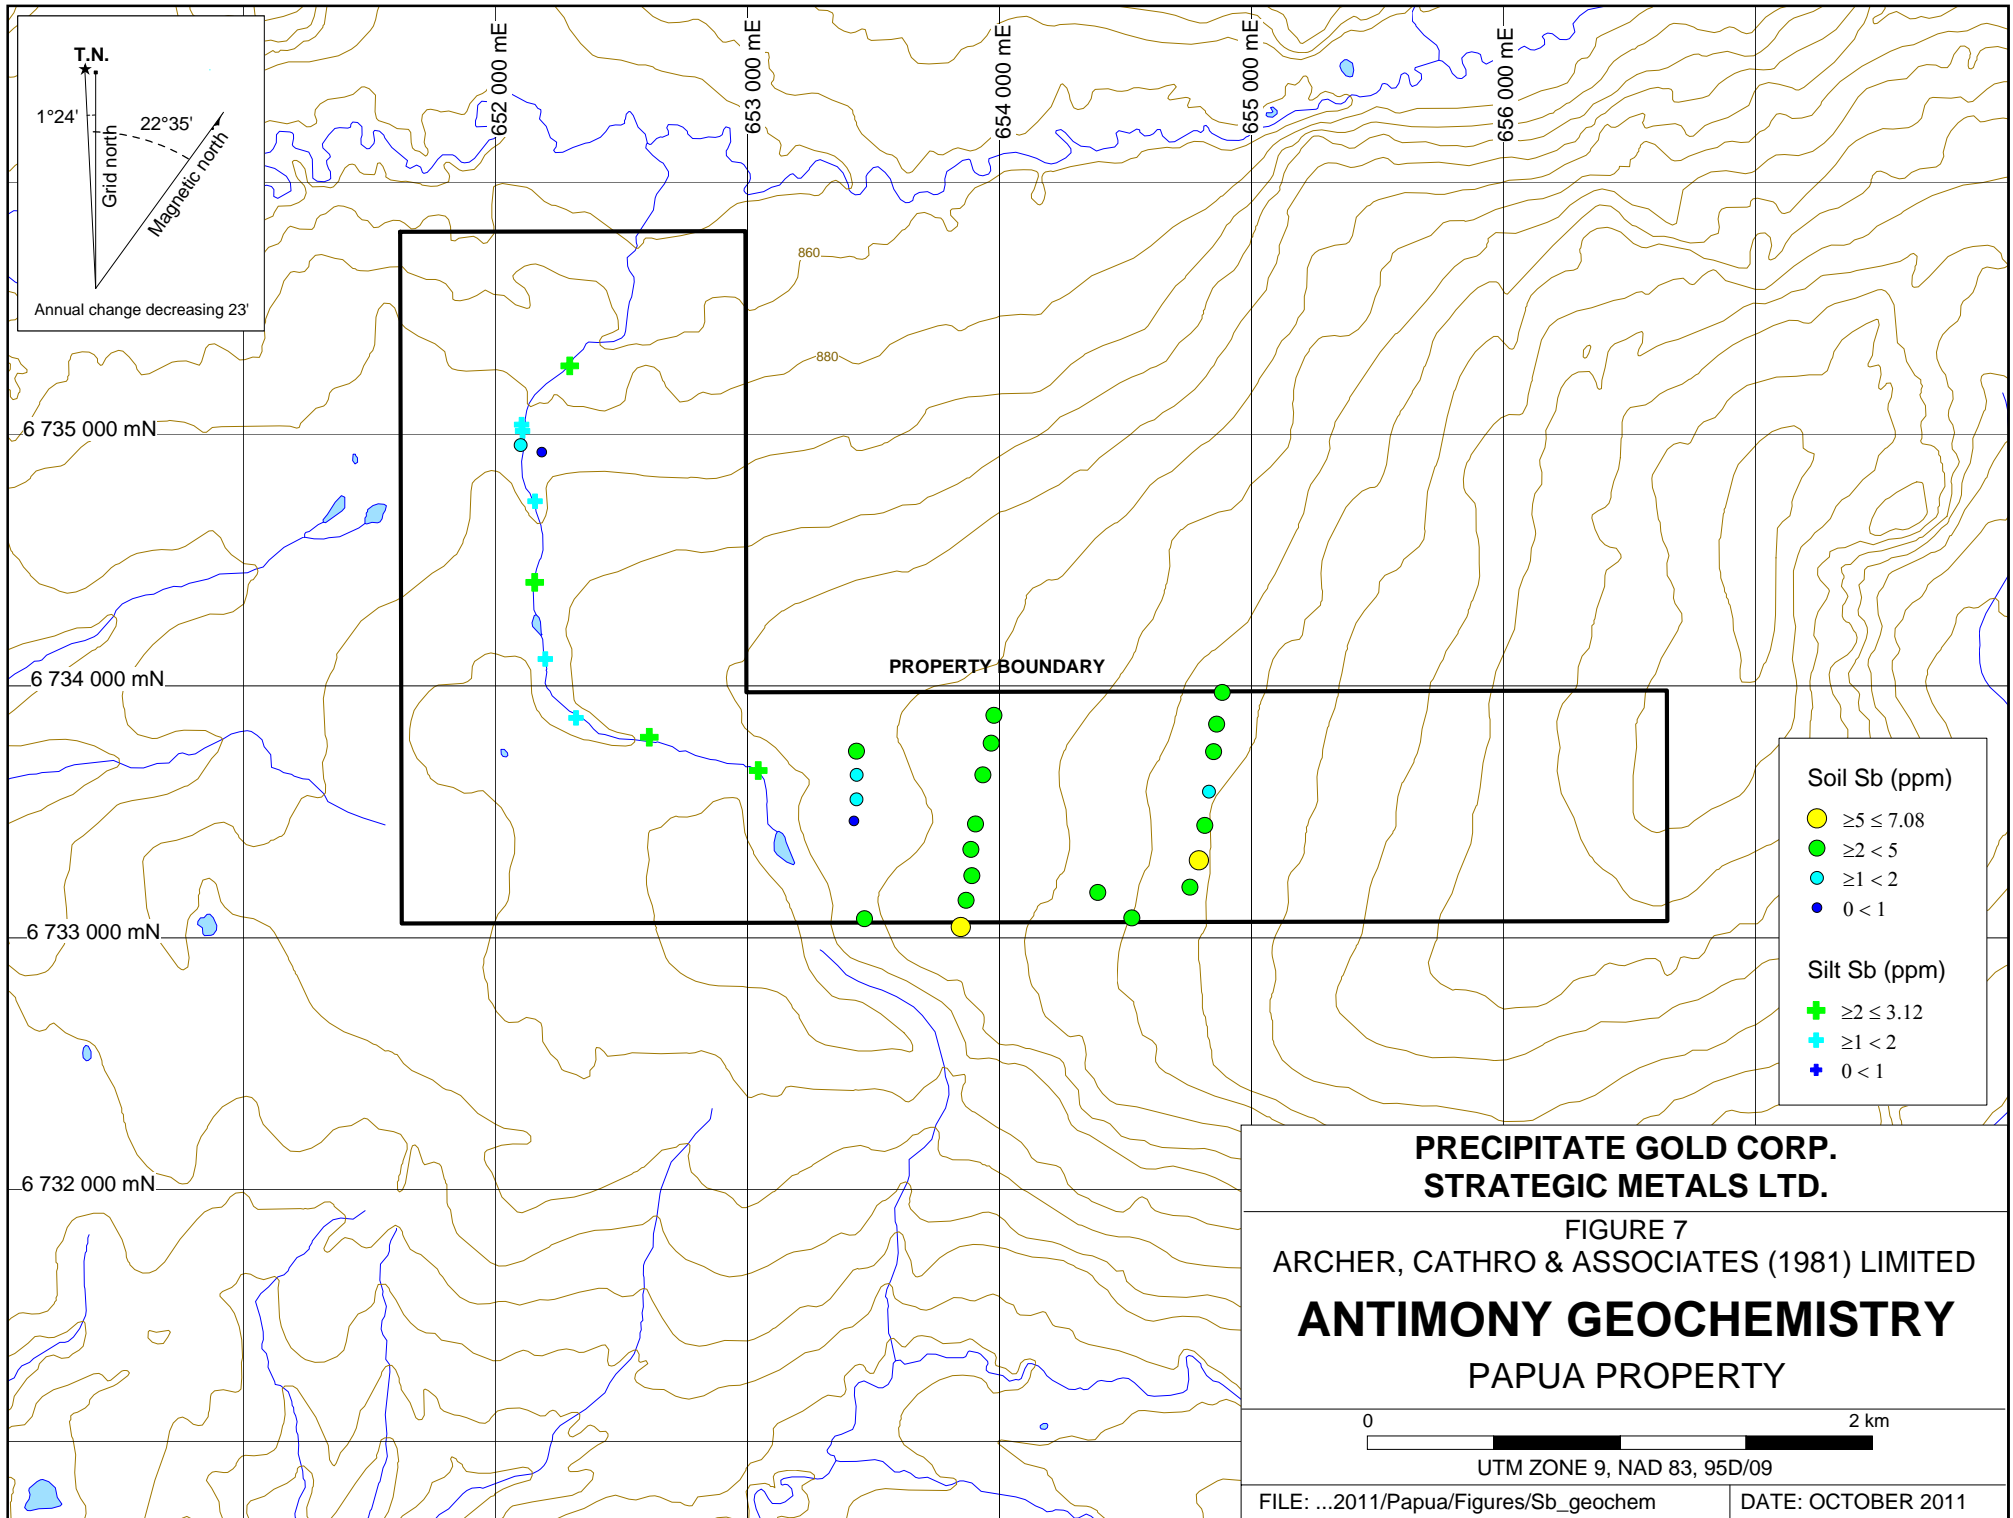 T.N.
1°24'
22°35'
Grid north
Magnetic north
Annual change decreasing 23'
652 000 mE
653 000 mE
654 000 mE
655 000 mE
656 000 mE
860
880
6 735 000 mN
6 734 000 mN
6 733 000 mN
6 732 000 mN
PROPERTY BOUNDARY
Soil Sb (ppm)
≥5 ≤ 7.08
≥2 < 5
≥1 < 2
0 < 1
Silt Sb (ppm)
≥2 ≤ 3.12
≥1 < 2
0 < 1
PRECIPITATE GOLD CORP.
STRATEGIC METALS LTD.
FIGURE 7
ARCHER, CATHRO & ASSOCIATES (1981) LIMITED
ANTIMONY GEOCHEMISTRY
PAPUA PROPERTY
0 2 km
UTM ZONE 9, NAD 83, 95D/09
FILE: ...2011/Papua/Figures/Sb_geochem
DATE: OCTOBER 2011